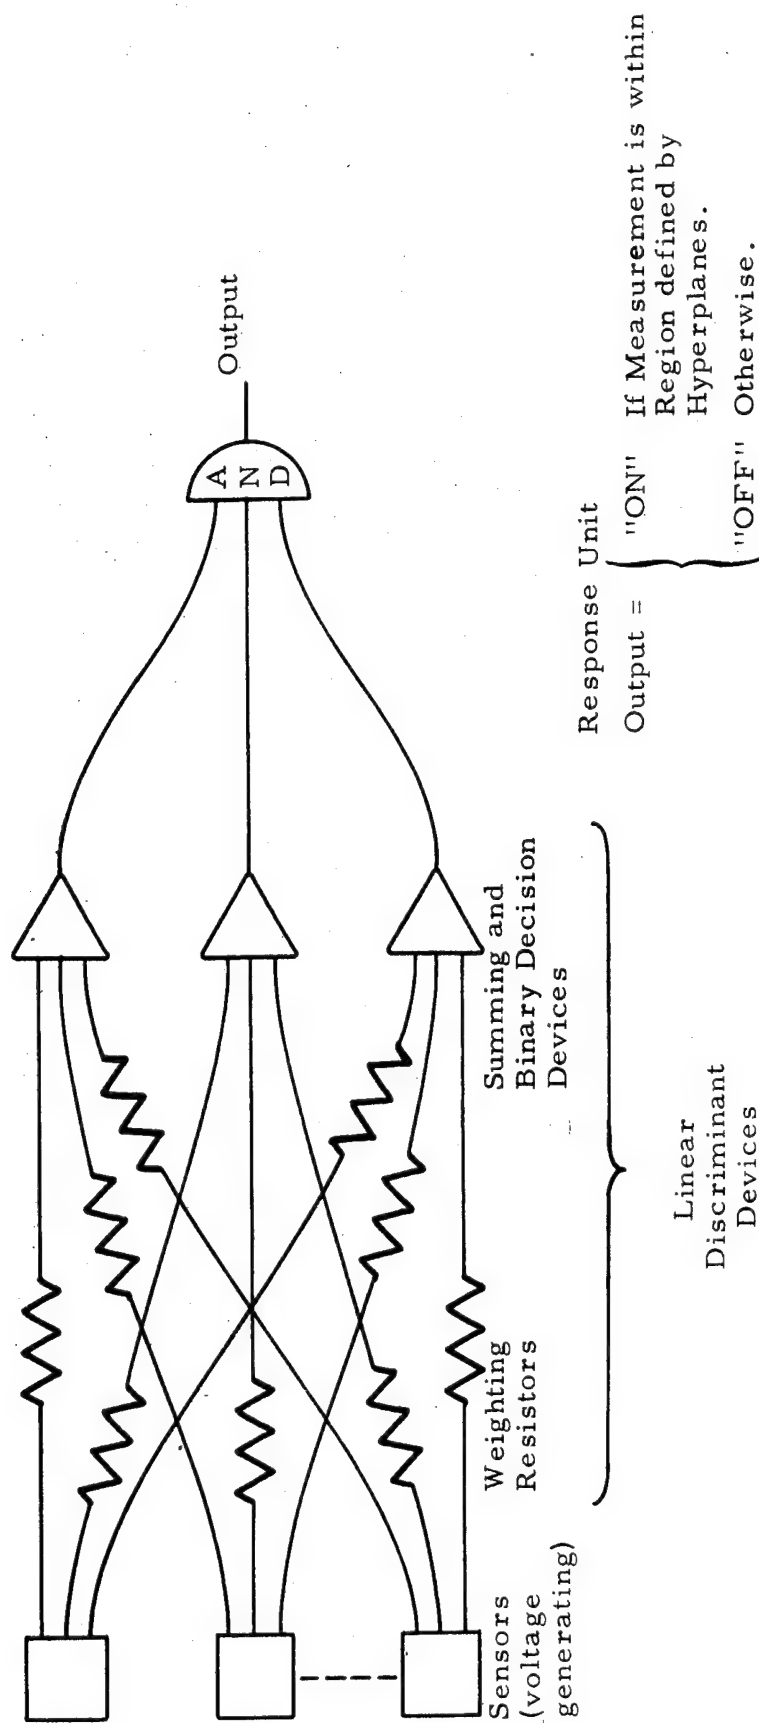 Sensors
(voltage
generating)
Weighting
Resistors
Summing and
Binary Decision
Devices
Linear
Discriminant
Devices
A
N
D
Output
Response Unit
Output =
"ON" If Measurement is within
Region defined by
Hyperplanes.
"OFF" Otherwise.